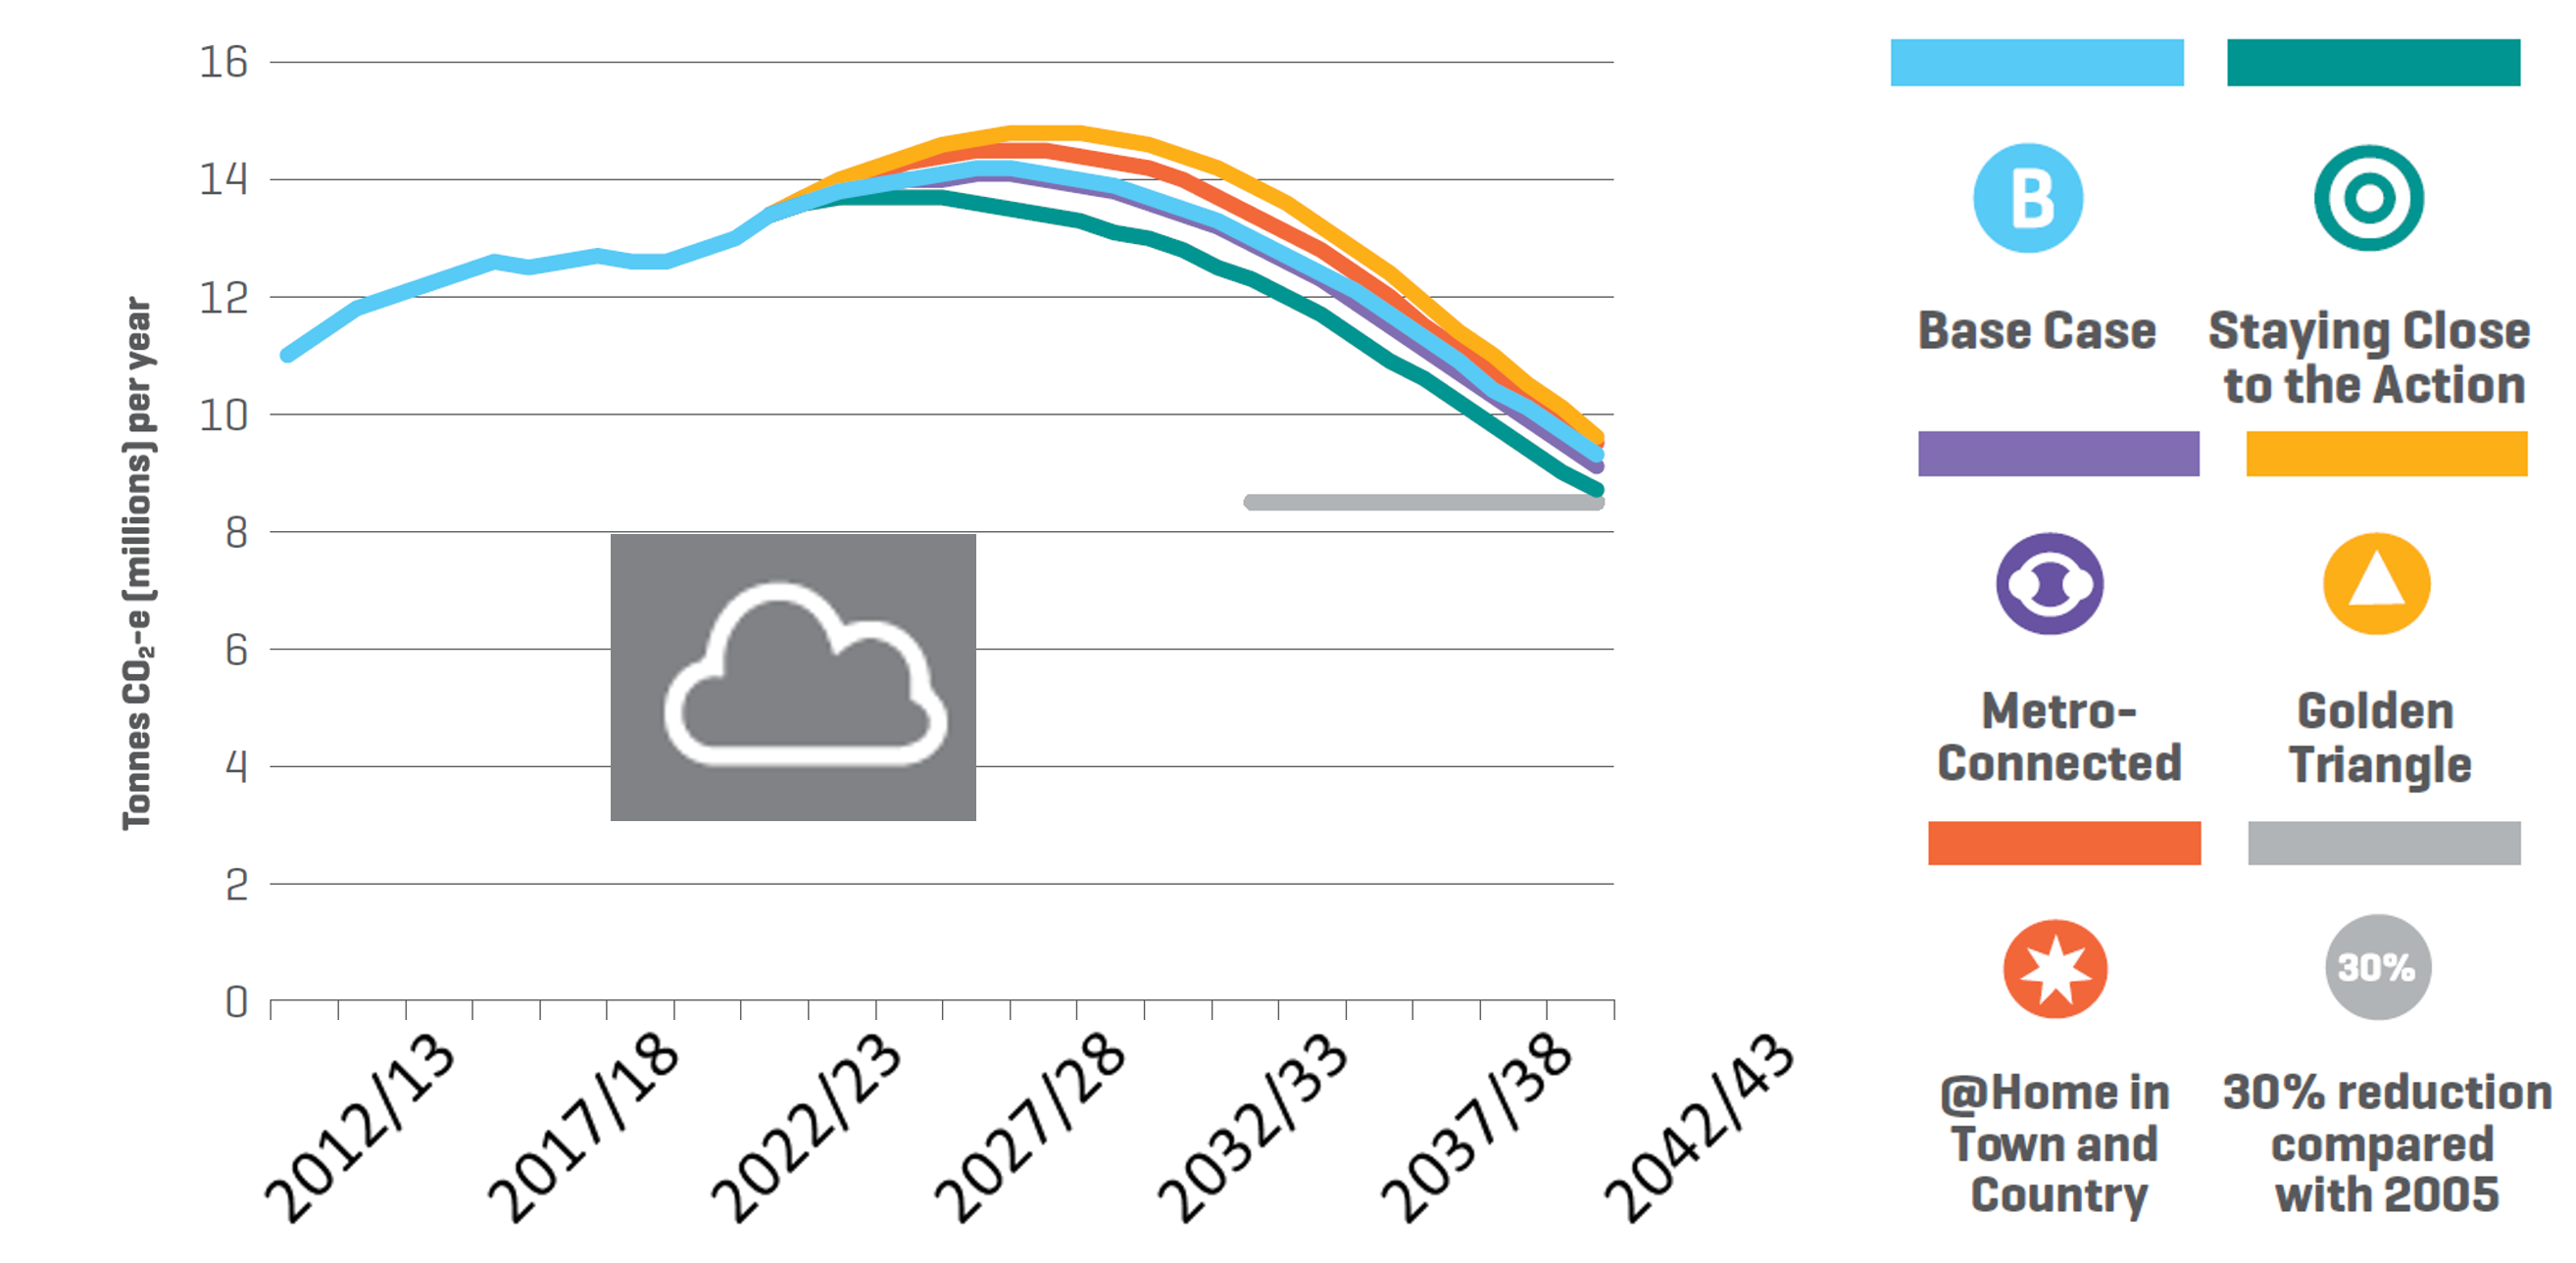 Tonnes CO₂-e (millions) per year
16
14
12
10
8
6
4
2
0
2012/13
2017/18
2022/23
2027/28
2032/33
2037/38
2042/43
B
Base Case
Staying Close
to the Action
Metro-
Connected
Golden
Triangle
30%
@Home in
Town and
Country
30% reduction
compared
with 2005